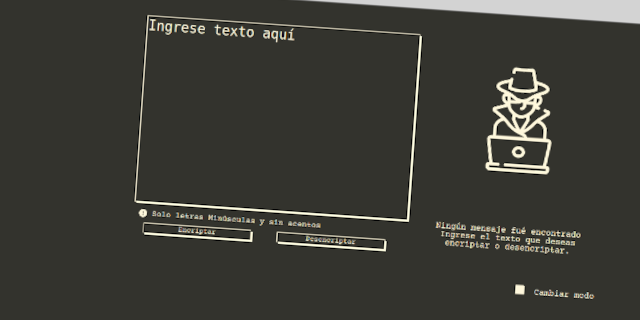 Ingrese texto aquí
Solo letras Minúsculas y sin acentos
Encriptar
Desencriptar
Ningún mensaje fué encontrado
Ingrese el texto que deseas
encriptar o desencriptar.
Cambiar modo